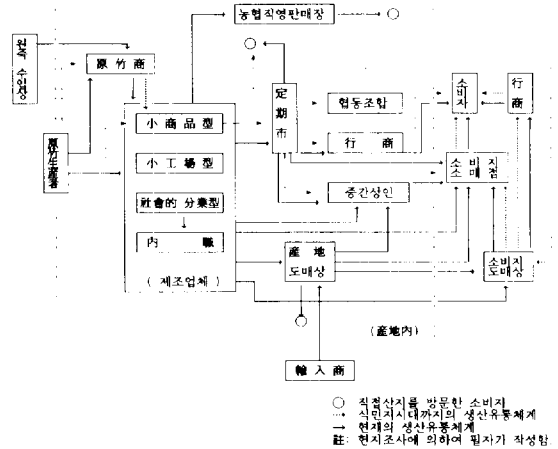 농협직영판매장
원죽 수입상
原竹商
原竹生産者
小商品型
小工場型
社會的 分業型
內職
( 제조업체 )
定期市
협동조합
行商
중간상인
소비자
行商
소비지
소매점
産地
도매상
소비지
도매상
(産地內)
輸入商
○ 직접산지를 방문한 소비자
식민지시대까지의 생산유통체계
→ 현재의 생산유통체계
註: 현지조사에 의하여 필자가 작성함